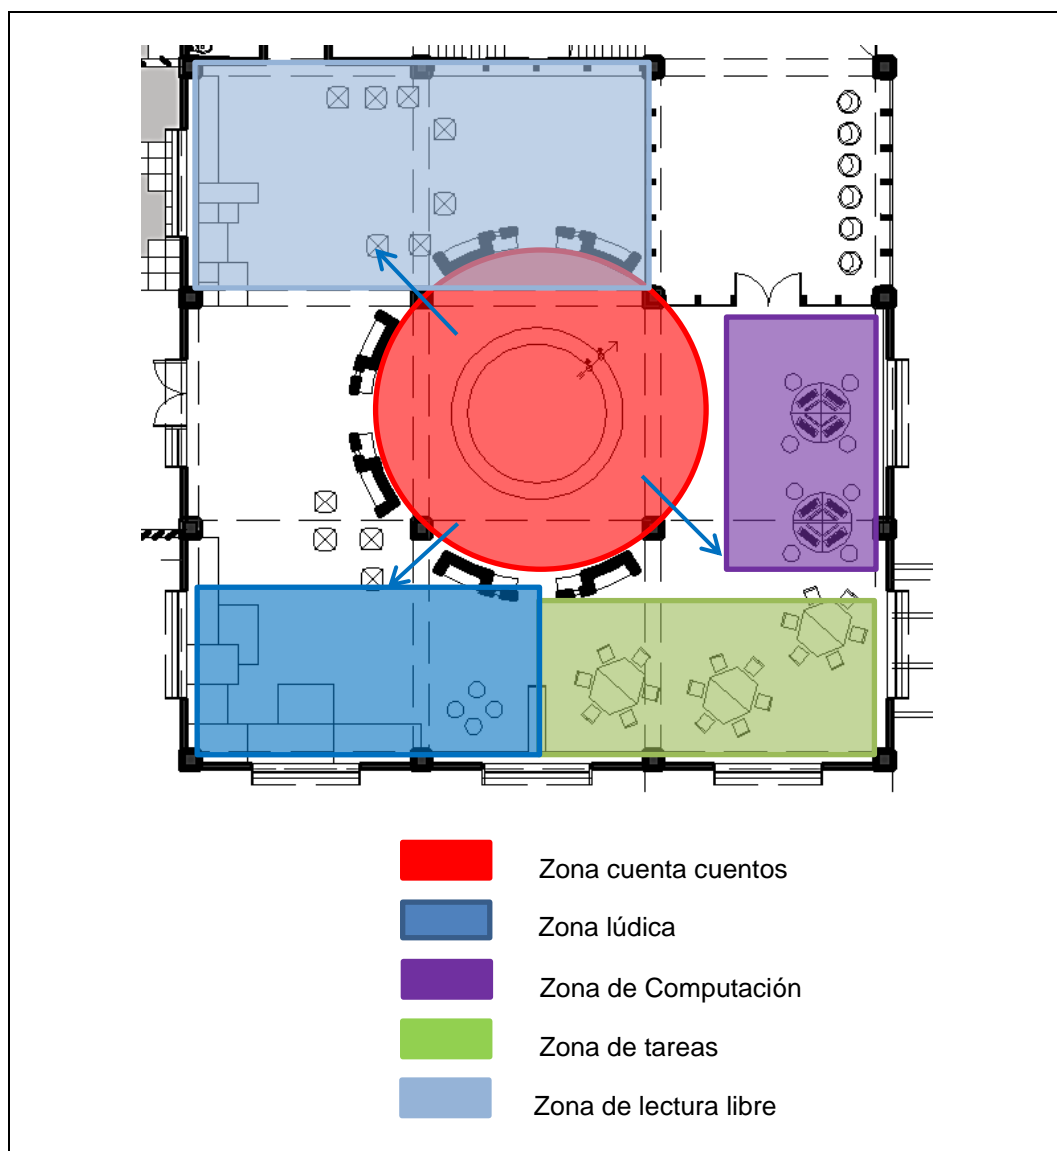 Zona cuenta cuentos
Zona lúdica
Zona de Computación
Zona de tareas
Zona de lectura libre